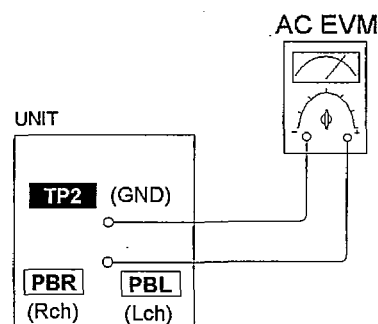 AC EVM
UNIT
TP2 (GND)
PBR PBL
(Rch) (Lch)